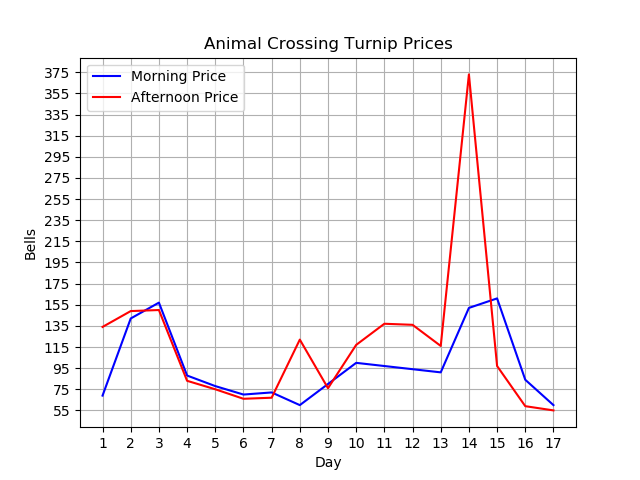 Animal Crossing Turnip Prices
Morning Price
Afternoon Price
375
355
335
315
295
275
255
235
215
195
175
155
135
115
95
75
55
Bells
1 2 3 4 5 6 7 8 9 10 11 12 13 14 15 16 17
Day